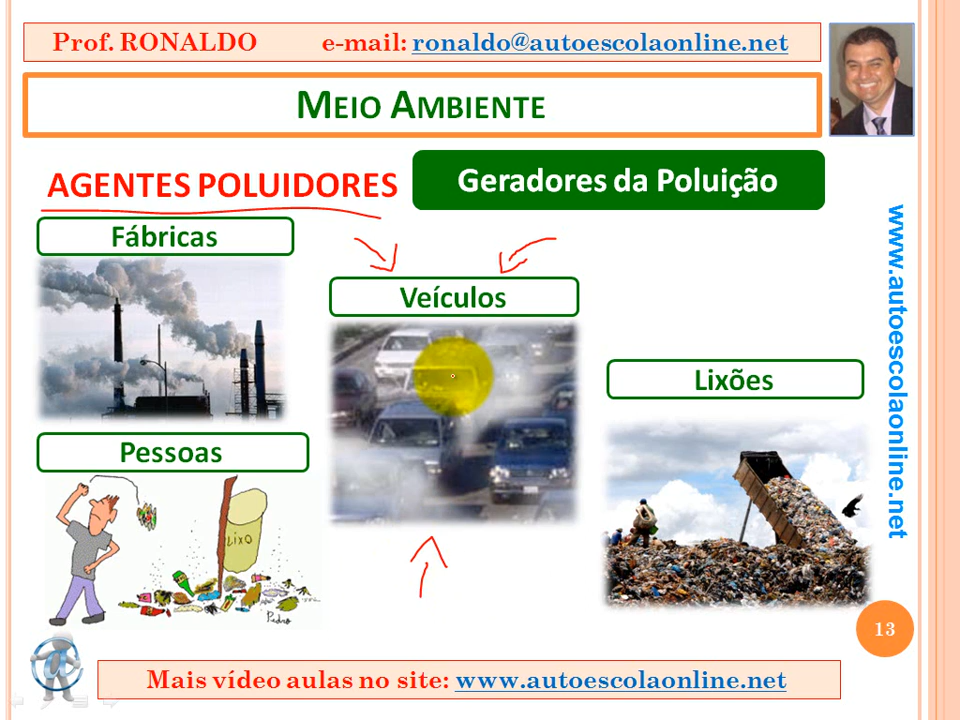 Prof. RONALDO e-mail: ronaldo@autoescolaonline.net
MEIO AMBIENTE
AGENTES POLUIDORES
Geradores da Poluição
Fábricas
Veículos
Lixões
Pessoas
LIXO
Pedro
www.autoescolaonline.net
13
Mais vídeo aulas no site: www.autoescolaonline.net